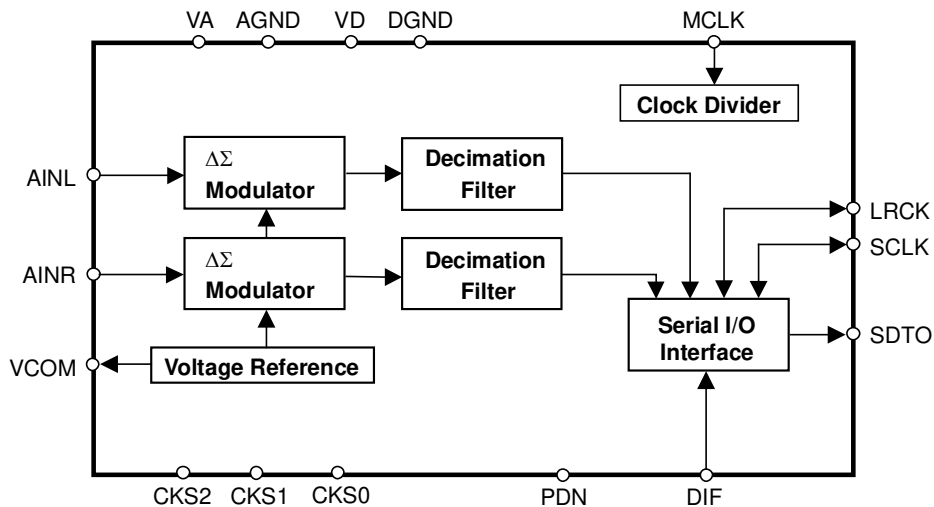 VA AGND VD DGND MCLK
Clock Divider
AINL
ΔΣ
Modulator
Decimation
Filter
LRCK
SCLK
AINR
ΔΣ
Modulator
Decimation
Filter
Serial I/O
Interface
SDTO
VCOM
Voltage Reference
CKS2 CKS1 CKS0 PDN DIF